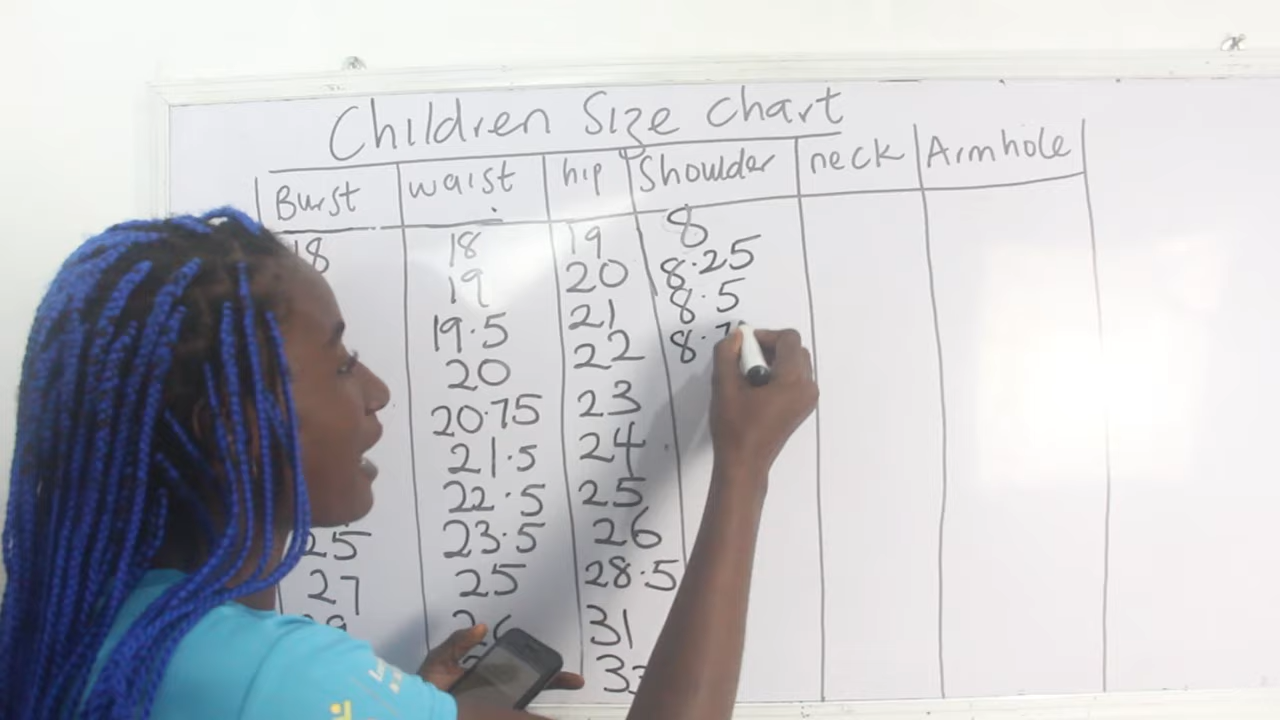 Children Size chart
Burst waist hip Shoulder neck Armhole
18 18 19 8
19 20 8.25
19.5 21 8.5
20 22
20.75 23
21.5 24
22.5 25
25 23.5 26
27 25 28.5
31